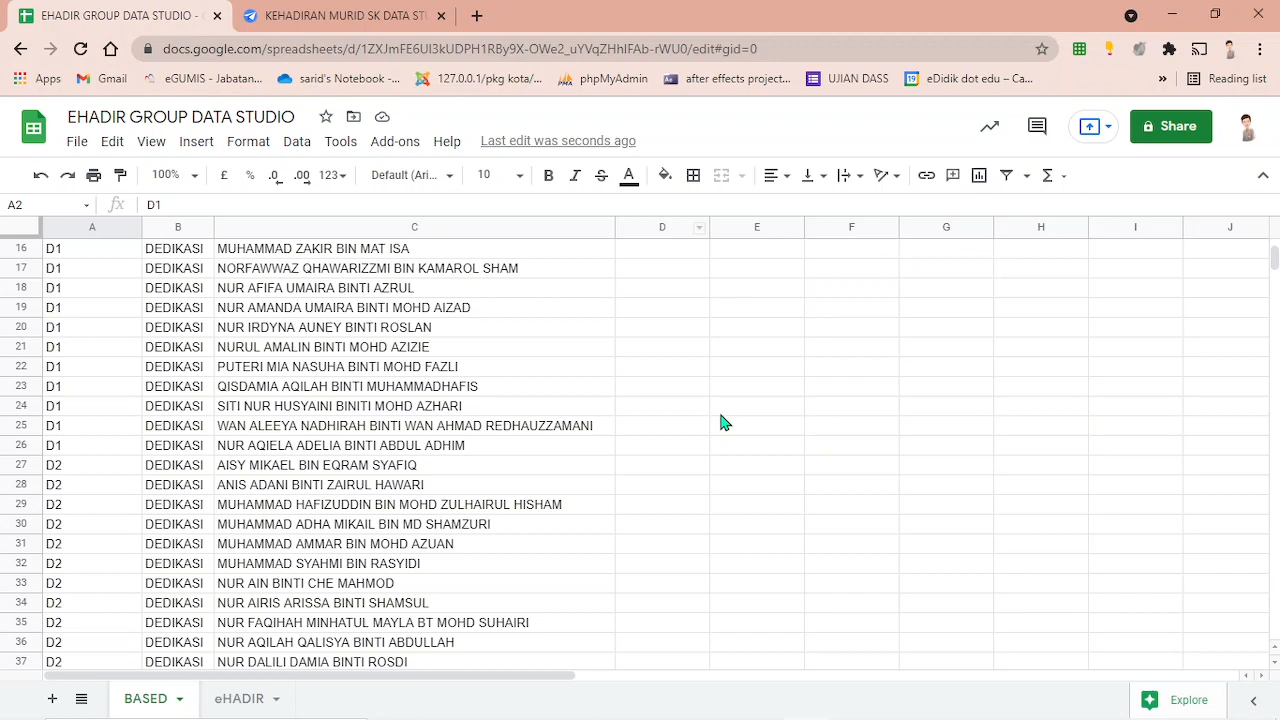 EHADIR GROUP DATA STUDIO -
KEHADIRAN MURID SK DATA STU
docs.google.com/spreadsheets/d/1ZXJmFE6UI3kUDPH1RBy9X-OWe2_uYVqZHhIFAb-rWU0/edit#gid=0
Apps Gmail eGUMIS - Jabatan... sarid's Notebook -... 127.0.0.1/pkg kota/... phpMyAdmin after effects project... UJIAN DASS eDidik dot edu – Ca... » Reading list
EHADIR GROUP DATA STUDIO
File Edit View Insert Format Data Tools Add-ons Help Last edit was seconds ago
Share
100% £ % .0 .00 123 Default (Ari... 10 B I S A
A2 fx D1
A B C D E F G H I J
16 D1 DEDIKASI MUHAMMAD ZAKIR BIN MAT ISA
17 D1 DEDIKASI NORFAWWAZ QHAWARIZZMI BIN KAMAROL SHAM
18 D1 DEDIKASI NUR AFIFA UMAIRA BINTI AZRUL
19 D1 DEDIKASI NUR AMANDA UMAIRA BINTI MOHD AIZAD
20 D1 DEDIKASI NUR IRDYNA AUNEY BINTI ROSLAN
21 D1 DEDIKASI NURUL AMALIN BINTI MOHD AZIZIE
22 D1 DEDIKASI PUTERI MIA NASUHA BINTI MOHD FAZLI
23 D1 DEDIKASI QISDAMIA AQILAH BINTI MUHAMMADHAFIS
24 D1 DEDIKASI SITI NUR HUSYAINI BINITI MOHD AZHARI
25 D1 DEDIKASI WAN ALEEYA NADHIRAH BINTI WAN AHMAD REDHAUZZAMANI
26 D1 DEDIKASI NUR AQIELA ADELIA BINTI ABDUL ADHIM
27 D2 DEDIKASI AISY MIKAEL BIN EQRAM SYAFIQ
28 D2 DEDIKASI ANIS ADANI BINTI ZAIRUL HAWARI
29 D2 DEDIKASI MUHAMMAD HAFIZUDDIN BIN MOHD ZULHAIRUL HISHAM
30 D2 DEDIKASI MUHAMMAD ADHA MIKAIL BIN MD SHAMZURI
31 D2 DEDIKASI MUHAMMAD AMMAR BIN MOHD AZUAN
32 D2 DEDIKASI MUHAMMAD SYAHMI BIN RASYIDI
33 D2 DEDIKASI NUR AIN BINTI CHE MAHMOD
34 D2 DEDIKASI NUR AIRIS ARISSA BINTI SHAMSUL
35 D2 DEDIKASI NUR FAQIHAH MINHATUL MAYLA BT MOHD SUHAIRI
36 D2 DEDIKASI NUR AQILAH QALISYA BINTI ABDULLAH
37 D2 DEDIKASI NUR DALILI DAMIA BINTI ROSDI
BASED eHADIR Explore